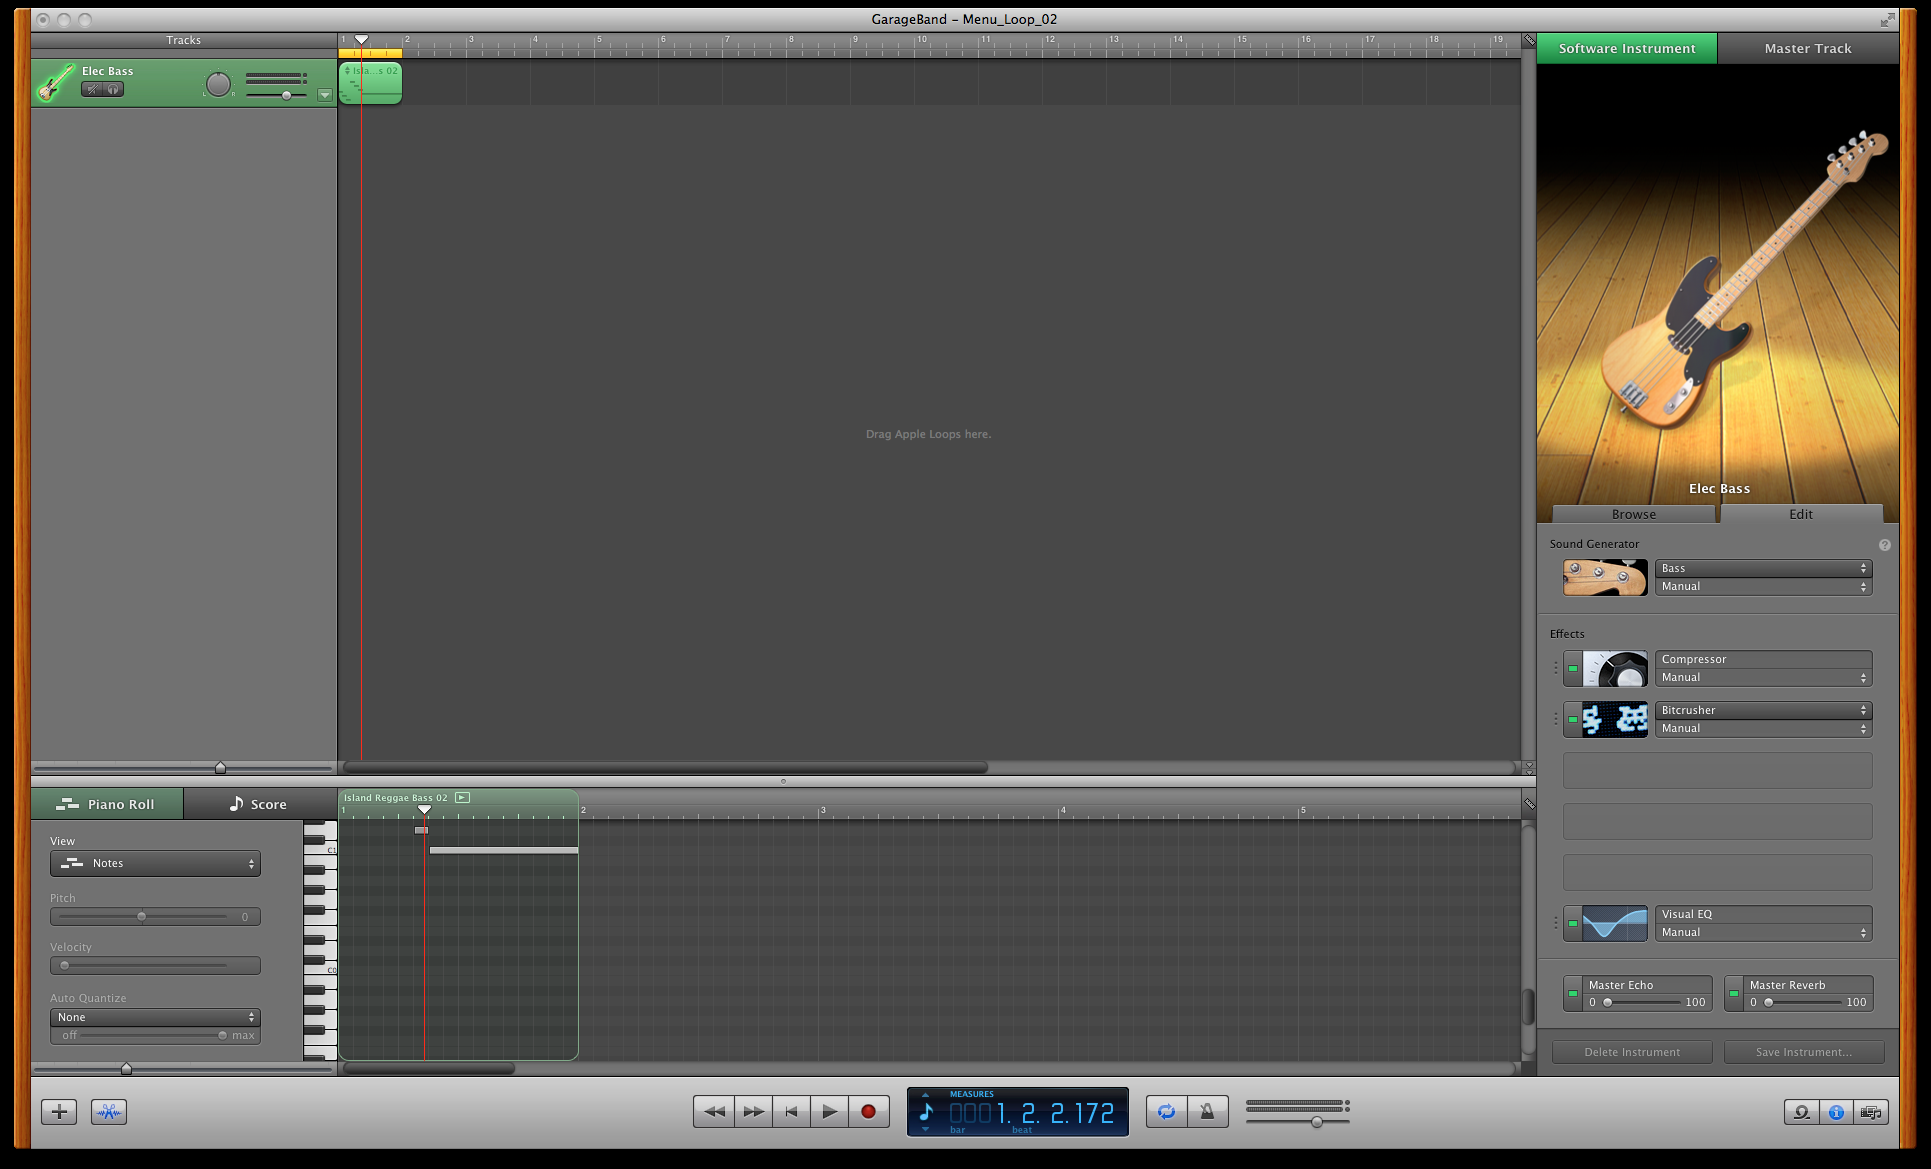 GarageBand – Menu_Loop_02
Tracks
1 2 3 4 5 6 7 8 9 10 11 12 13 14 15 16 17 18 19
Software Instrument
Master Track
Elec Bass
L R
Isla...s 02
Drag Apple Loops here.
Elec Bass
Browse
Edit
Sound Generator
?
Bass
Manual
Effects
Compressor
Manual
Bitcrusher
Manual
Visual EQ
Manual
Master Echo
0 100
Master Reverb
0 100
Delete Instrument
Save Instrument...
Piano Roll
Score
Island Reggae Bass 02
1 2 3 4 5
View
Notes
Pitch
0
Velocity
Auto Quantize
None
off max
C1
C0
MEASURES
0001. 2. 2.172
bar beat